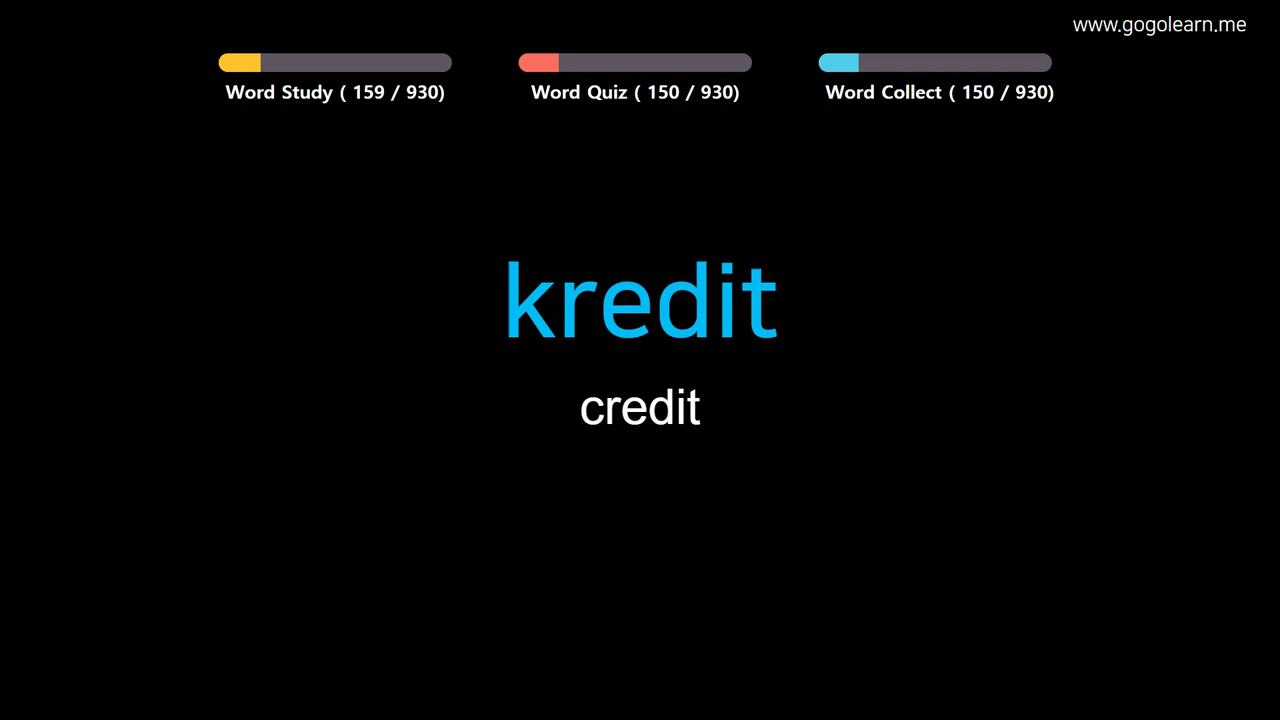 www.gogolearn.me
Word Study ( 159 / 930)
Word Quiz ( 150 / 930)
Word Collect ( 150 / 930)
kredit
credit